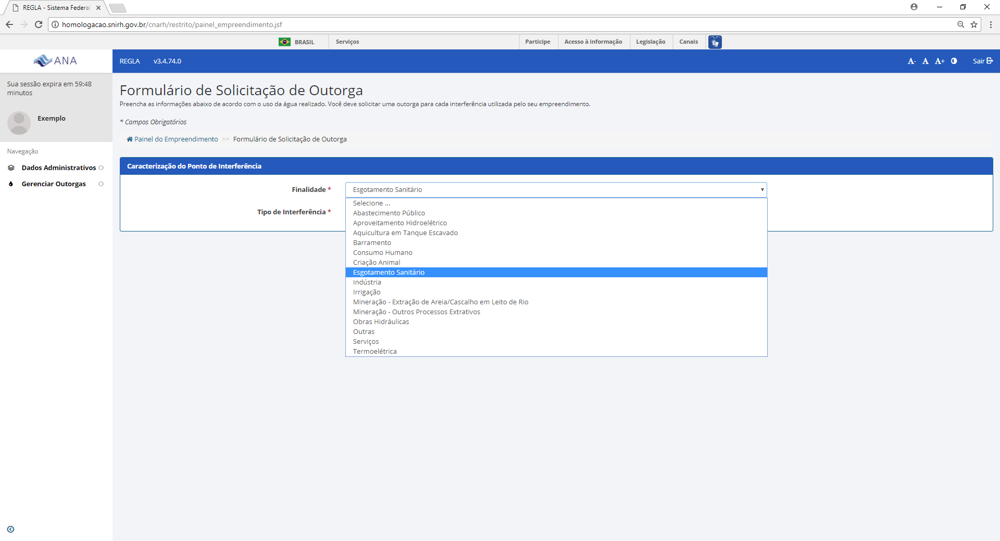 REGLA - Sistema Federal
homologacao.snirh.gov.br/cnarh/restrito/painel_empreendimento.jsf
BRASIL
Serviços
Participe
Acesso à informação
Legislação
Canais
ANA
REGLA
v3.4.74.0
A-
A
A+
Sair
Sua sessão expira em 59:48
minutos
Exemplo
Navegação
Dados Administrativos
Gerenciar Outorgas
Formulário de Solicitação de Outorga
Preencha as informações abaixo de acordo com o uso da água realizado. Você deve solicitar uma outorga para cada interferência utilizada pelo seu empreendimento.
* Campos Obrigatórios
Painel do Empreendimento >> Formulário de Solicitação de Outorga
Caracterização do Ponto de Interferência
Finalidade *
Esgotamento Sanitário
Tipo de Interferência *
Selecione ...
Abastecimento Público
Aproveitamento Hidroelétrico
Aquicultura em Tanque Escavado
Barramento
Consumo Humano
Criação Animal
Esgotamento Sanitário
Indústria
Irrigação
Mineração - Extração de Areia/Cascalho em Leito de Rio
Mineração - Outros Processos Extrativos
Obras Hidráulicas
Outras
Serviços
Termoelétrica